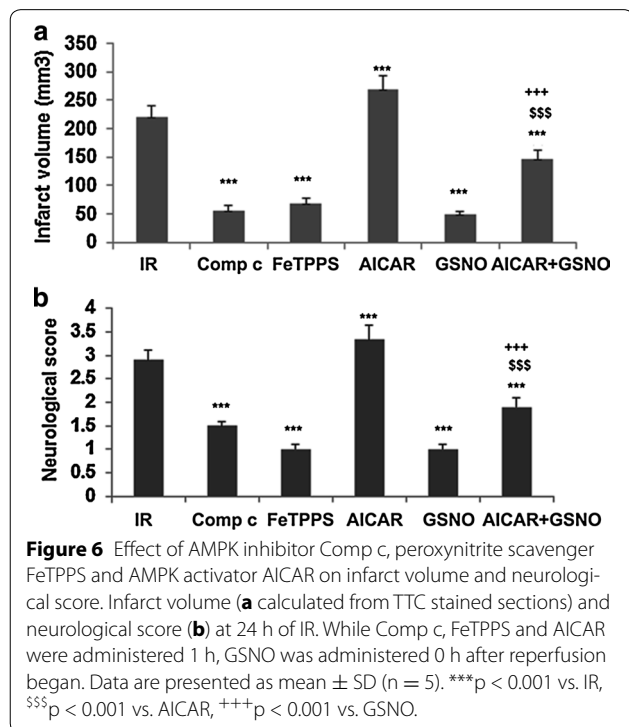 a
Infarct volume (mm3)
350
300
250
200
150
100
50
0
***
***
***
***
+++
$$$
***
IR Comp c FeTPPS AICAR GSNO AICAR+GSNO
b
Neurological score
4
3.5
3
2.5
2
1.5
1
0.5
0
***
***
***
***
+++
$$$
***
IR Comp c FeTPPS AICAR GSNO AICAR+GSNO
Figure 6 Effect of AMPK inhibitor Comp c, peroxynitrite scavenger
FeTPPS and AMPK activator AICAR on infarct volume and neurologi-
cal score. Infarct volume (a calculated from TTC stained sections) and
neurological score (b) at 24 h of IR. While Comp c, FeTPPS and AICAR
were administered 1 h, GSNO was administered 0 h after reperfusion
began. Data are presented as mean ± SD (n = 5). ***p < 0.001 vs. IR,
$$$p < 0.001 vs. AICAR, +++p < 0.001 vs. GSNO.